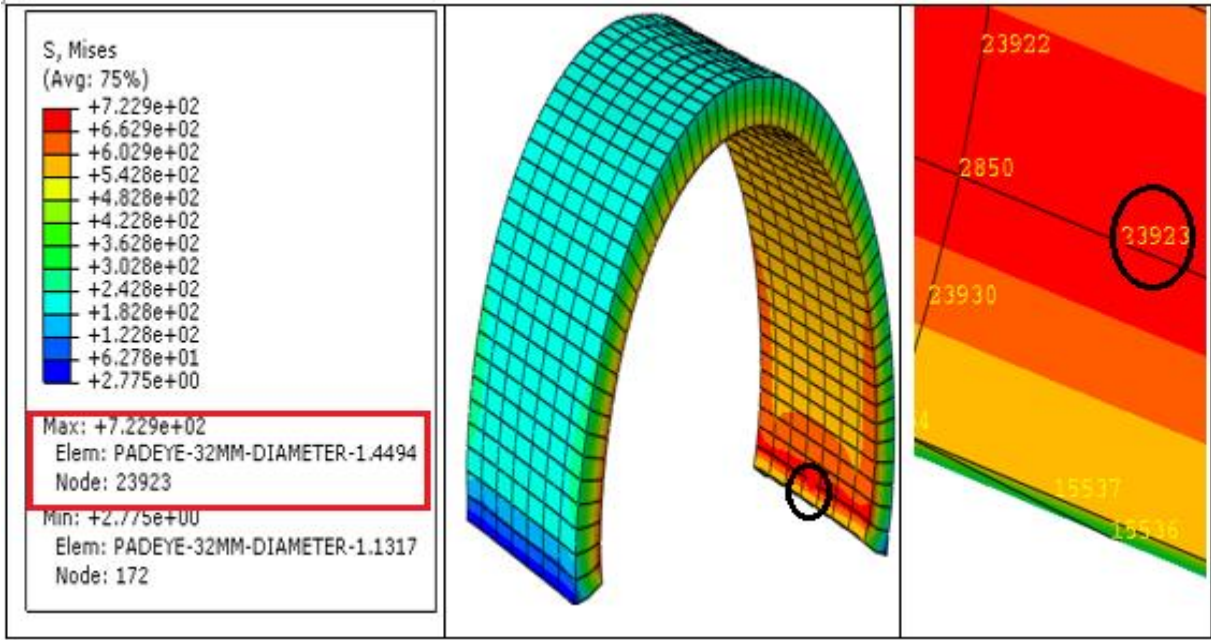 S, Mises
(Avg: 75%)
+7.229e+02
+6.629e+02
+6.029e+02
+5.428e+02
+4.828e+02
+4.228e+02
+3.628e+02
+3.028e+02
+2.428e+02
+1.828e+02
+1.228e+02
+6.278e+01
+2.775e+00
Max: +7.229e+02
Elem: PADEYE-32MM-DIAMETER-1.4494
Node: 23923
Min: +2.775e+00
Elem: PADEYE-32MM-DIAMETER-1.1317
Node: 172
23922
2850
23923
23930
15537
15536